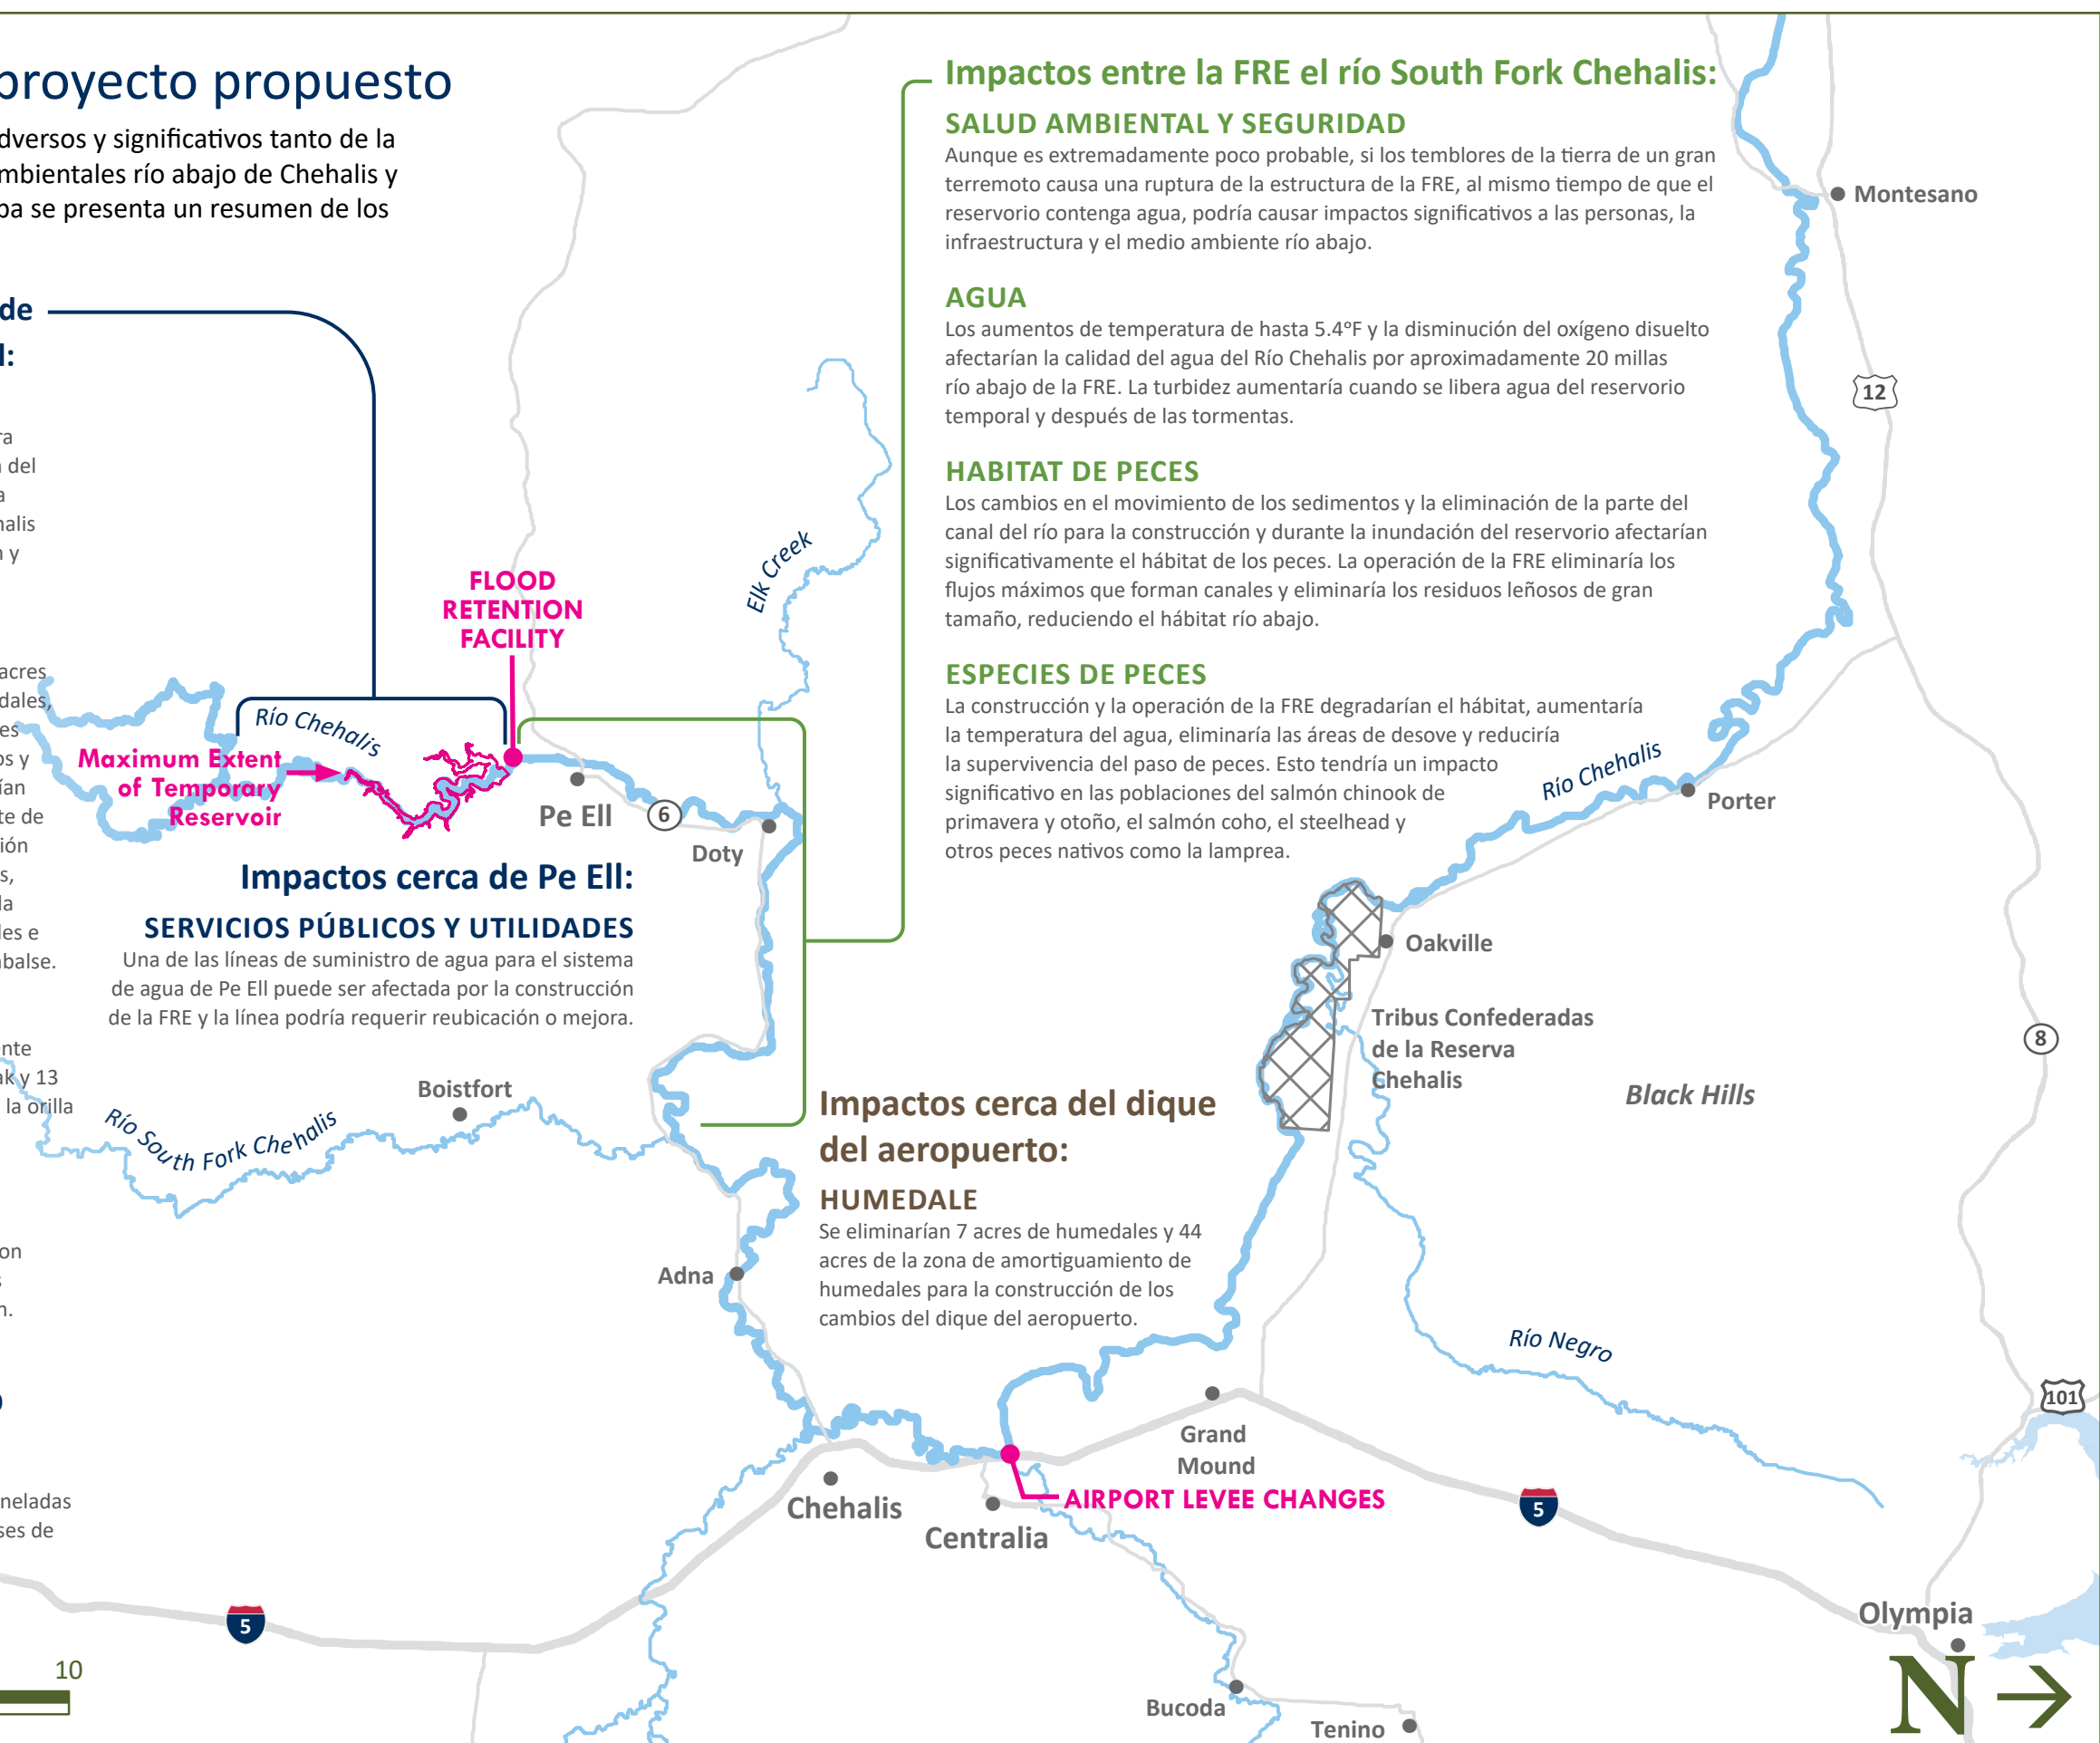 proyecto propuesto
dversos y significativos tanto de la
mbientales río abajo de Chehalis y
ba se presenta un resumen de los
de
l:
ra
del
a
halis
n y
acres
dales,
es
os y
ían
te de
ión
s,
la
les e
balse.
nte
ak y 13
la orilla
on
s
n.
neladas
ses de
10
Impactos entre la FRE el río South Fork Chehalis:
SALUD AMBIENTAL Y SEGURIDAD
Aunque es extremadamente poco probable, si los temblores de la tierra de un gran
terremoto causa una ruptura de la estructura de la FRE, al mismo tiempo de que el
reservorio contenga agua, podría causar impactos significativos a las personas, la
infraestructura y el medio ambiente río abajo.
AGUA
Los aumentos de temperatura de hasta 5.4°F y la disminución del oxígeno disuelto
afectarían la calidad del agua del Río Chehalis por aproximadamente 20 millas
río abajo de la FRE. La turbidez aumentaría cuando se libera agua del reservorio
temporal y después de las tormentas.
HABITAT DE PECES
Los cambios en el movimiento de los sedimentos y la eliminación de la parte del
canal del río para la construcción y durante la inundación del reservorio afectarían
significativamente el hábitat de los peces. La operación de la FRE eliminaría los
flujos máximos que forman canales y eliminaría los residuos leñosos de gran
tamaño, reduciendo el hábitat río abajo.
ESPECIES DE PECES
La construcción y la operación de la FRE degradarían el hábitat, aumentaría
la temperatura del agua, eliminaría las áreas de desove y reduciría
la supervivencia del paso de peces. Esto tendría un impacto
significativo en las poblaciones del salmón chinook de
primavera y otoño, el salmón coho, el steelhead y
otros peces nativos como la lamprea.
FLOOD
RETENTION
FACILITY
Elk Creek
Río Chehalis
Maximum Extent
of Temporary
Reservoir
Pe Ell
6
Doty
Impactos cerca de Pe Ell:
SERVICIOS PÚBLICOS Y UTILIDADES
Una de las líneas de suministro de agua para el sistema
de agua de Pe Ell puede ser afectada por la construcción
de la FRE y la línea podría requerir reubicación o mejora.
Boistfort
Río South Fork Chehalis
Impactos cerca del dique
del aeropuerto:
HUMEDALE
Se eliminarían 7 acres de humedales y 44
acres de la zona de amortiguamiento de
humedales para la construcción de los
cambios del dique del aeropuerto.
Adna
Chehalis
Centralia
AIRPORT LEVEE CHANGES
Grand
Mound
Montesano
12
Río Chehalis
Porter
Oakville
Tribus Confederadas
de la Reserva
Chehalis
Black Hills
8
Río Negro
101
5
5
Olympia
Bucoda
Tenino
N